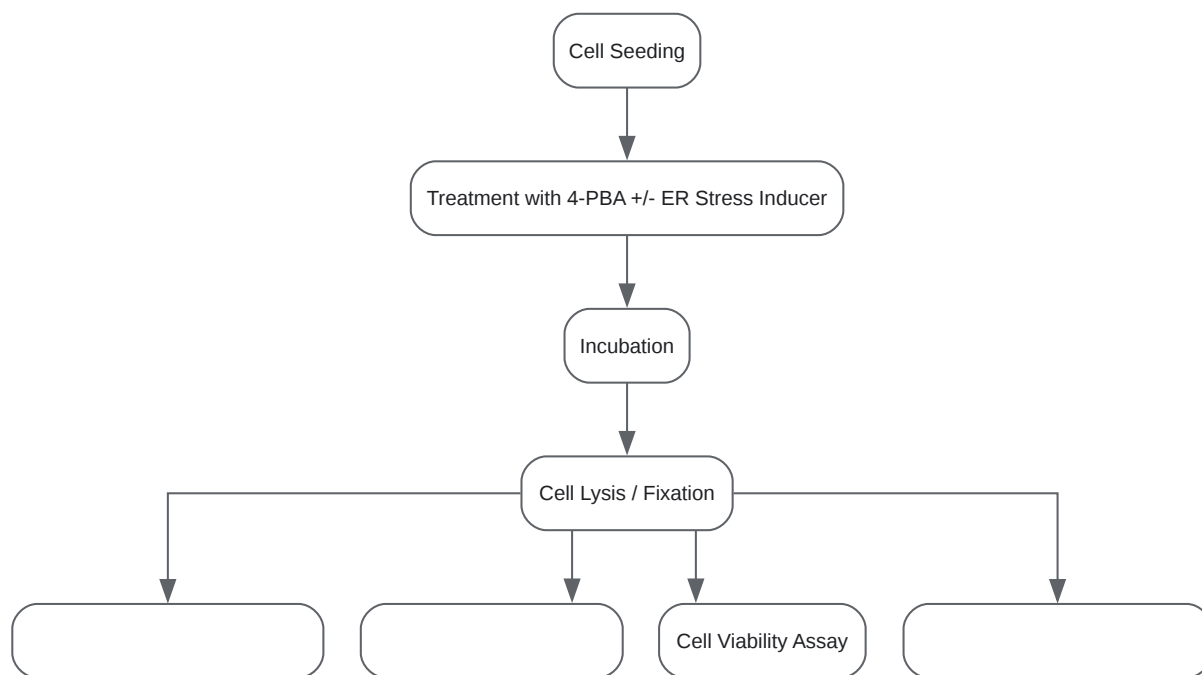 Cell Seeding
Treatment with 4-PBA +/- ER Stress Inducer
Incubation
Cell Lysis / Fixation
Cell Viability Assay